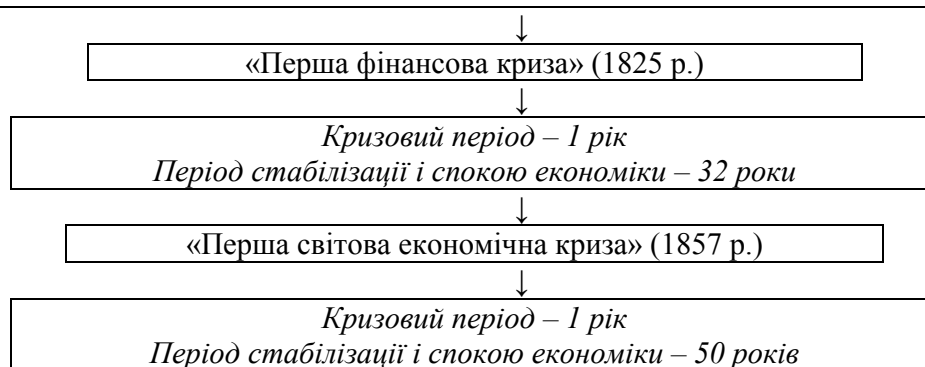 ↓
«Перша фінансова криза» (1825 р.)
↓
Кризовий період – 1 рік
Період стабілізації і спокою економіки – 32 роки
↓
«Перша світова економічна криза» (1857 р.)
↓
Кризовий період – 1 рік
Період стабілізації і спокою економіки – 50 років